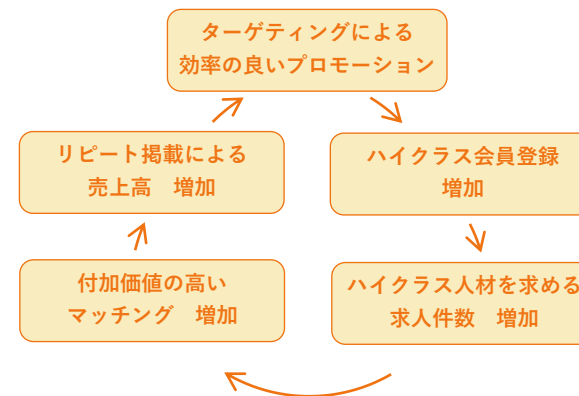 ターゲティングによる
効率の良いプロモーション
ハイクラス会員登録
増加
ハイクラス人材を求める
求人件数　増加
付加価値の高い
マッチング　増加
リピート掲載による
売上高　増加